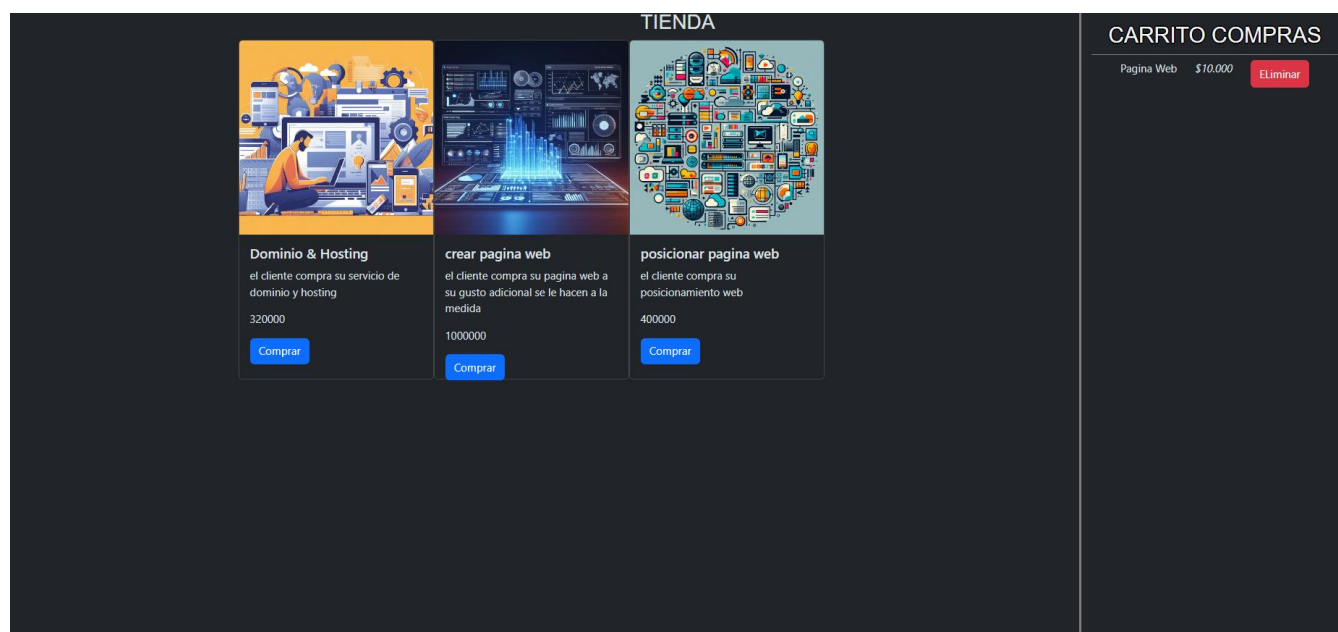 TIENDA
Dominio & Hosting
el cliente compra su servicio de
dominio y hosting
320000
Comprar
crear pagina web
el cliente compra su pagina web a
su gusto adicional se le hacen a la
medida
1000000
Comprar
posicionar pagina web
el cliente compra su
posicionamiento web
400000
Comprar
CARRITO COMPRAS
Pagina Web $10.000 ELiminar